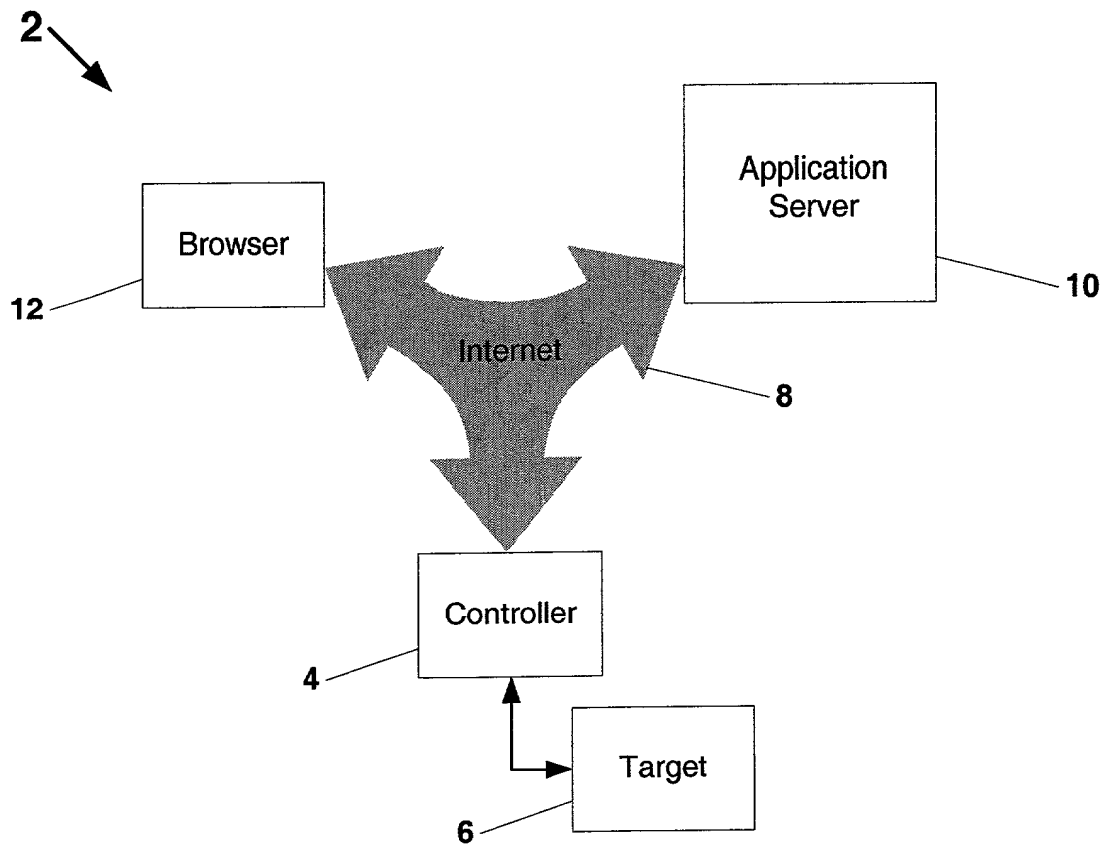 2
Application
Server
Browser
12
10
Internet
8
Controller
4
Target
6